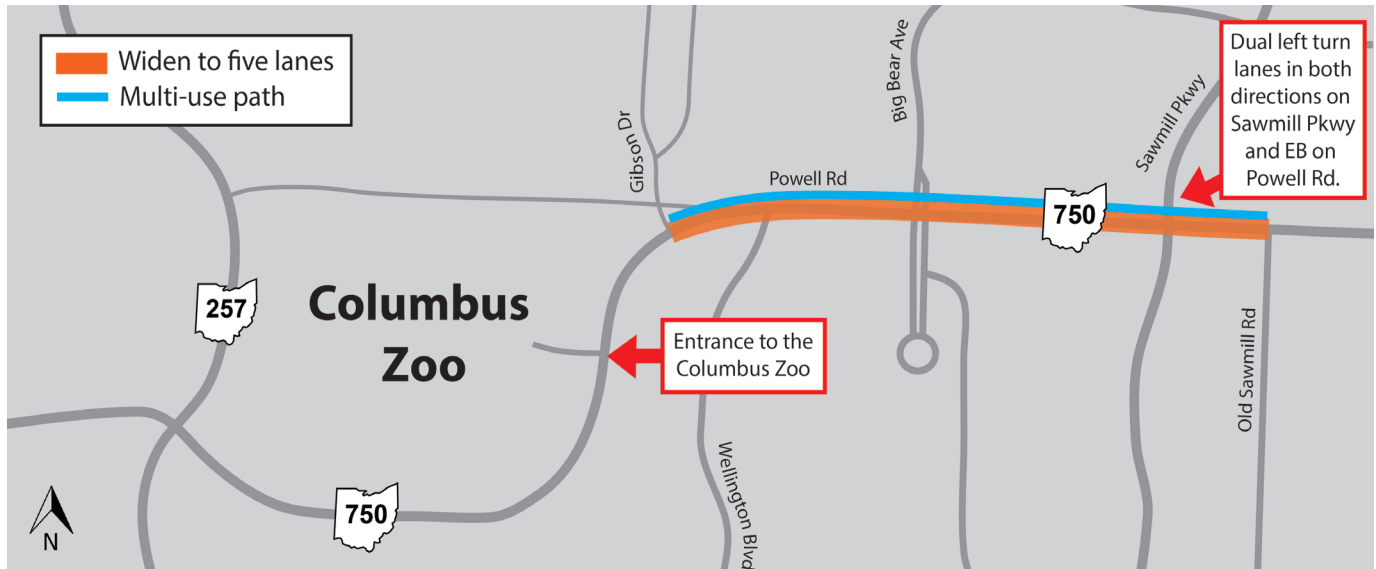 Widen to five lanes
Multi-use path
Gibson Dr
Big Bear Ave
Sawmill Pkwy
Dual left turn
lanes in both
directions on
Sawmill Pkwy
and EB on
Powell Rd.
Powell Rd
750
257
Columbus
Zoo
Entrance to the
Columbus Zoo
Old Sawmill Rd
Wellington Blvd
750
N